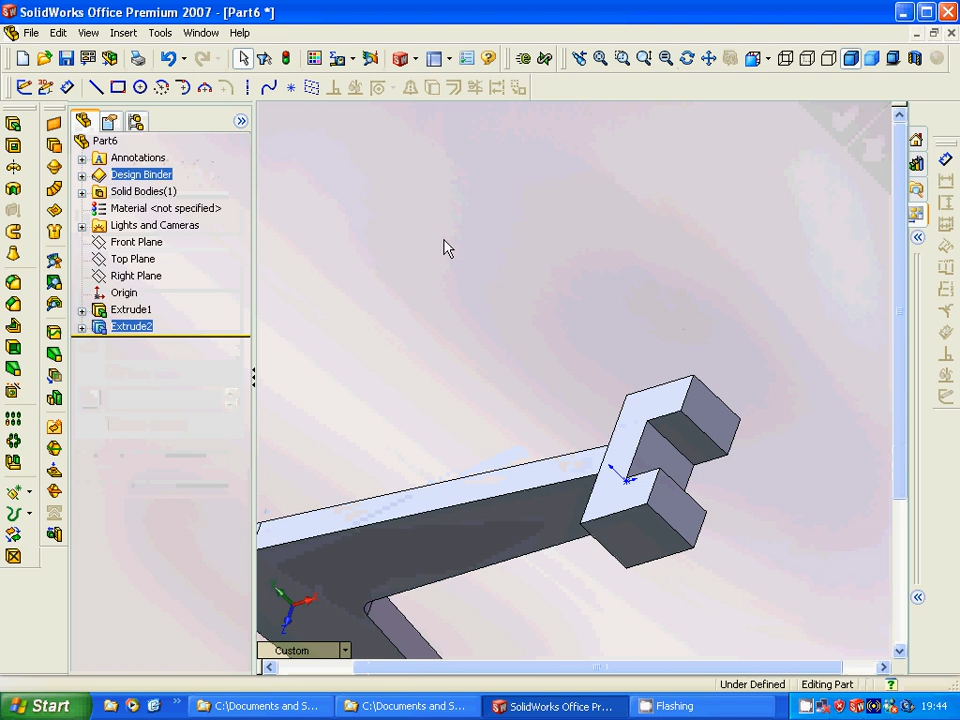 SolidWorks Office Premium 2007 - [Part6 *]
File Edit View Insert Tools Window Help
Part6
Annotations
Design Binder
Solid Bodies(1)
Material <not specified>
Lights and Cameras
Front Plane
Top Plane
Right Plane
Origin
Extrude1
Extrude2
Custom
Under Defined Editing Part
Start C:\Documents and S... C:\Documents and S... SolidWorks Office Pr... Flashing 19:44